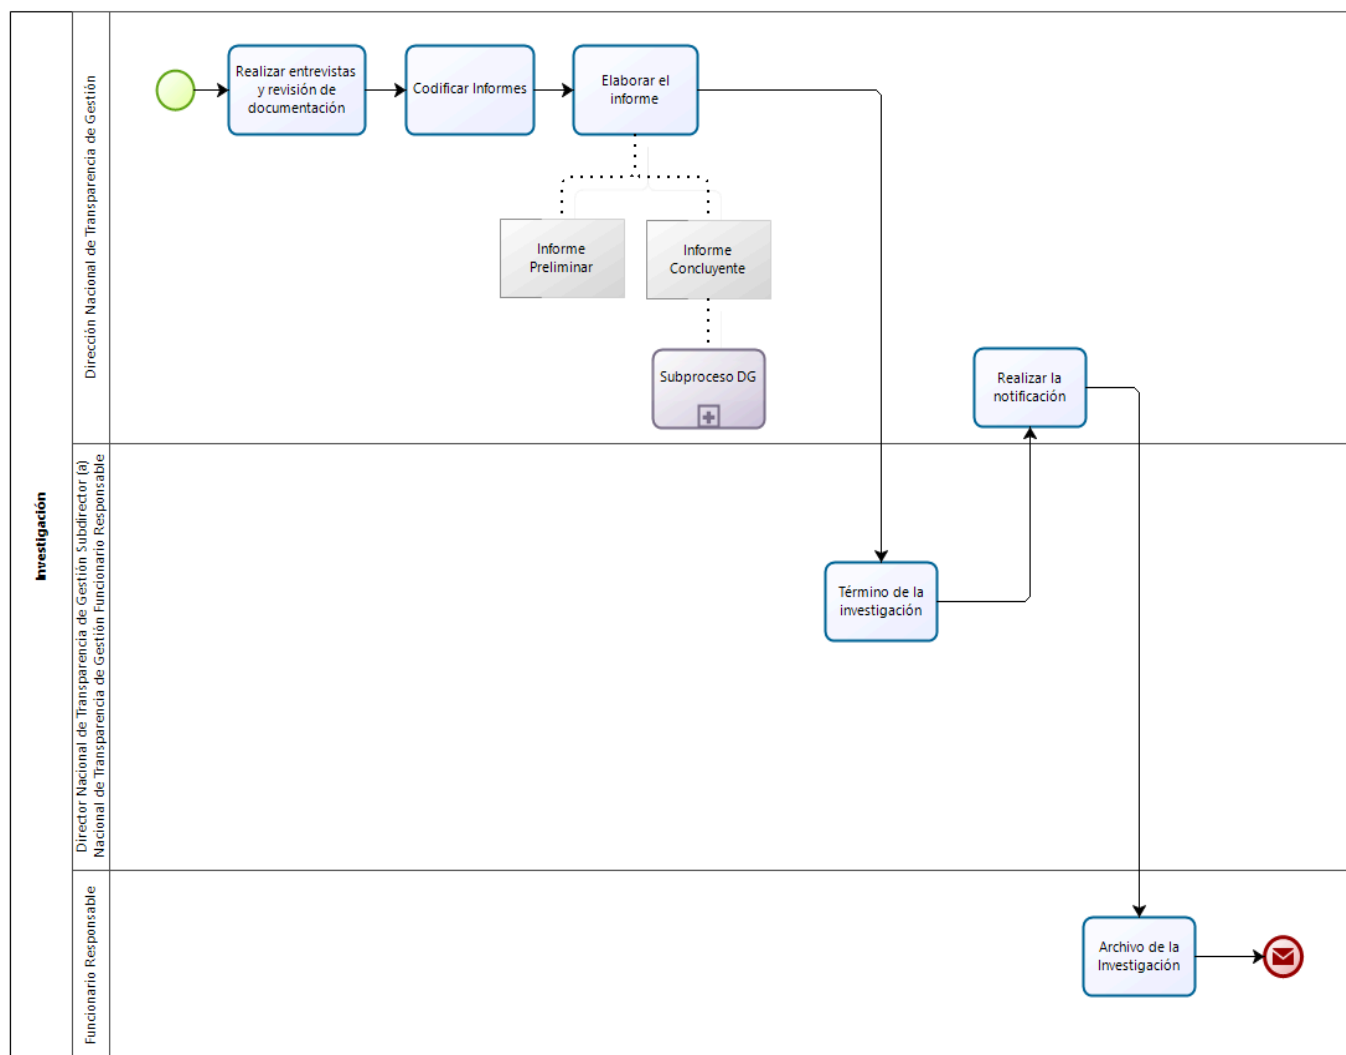 Investigación
Dirección Nacional de Transparencia de Gestión
Realizar entrevistas
y revisión de
documentación
Codificar Informes
Elaborar el
informe
Informe
Preliminar
Informe
Concluyente
Subproceso DG
Realizar la
notificación
Director Nacional de Transparencia de Gestión Subdirector (a)
Nacional de Transparencia de Gestión Funcionario Responsable
Término de la
investigación
Funcionario Responsable
Archivo de la
Investigación